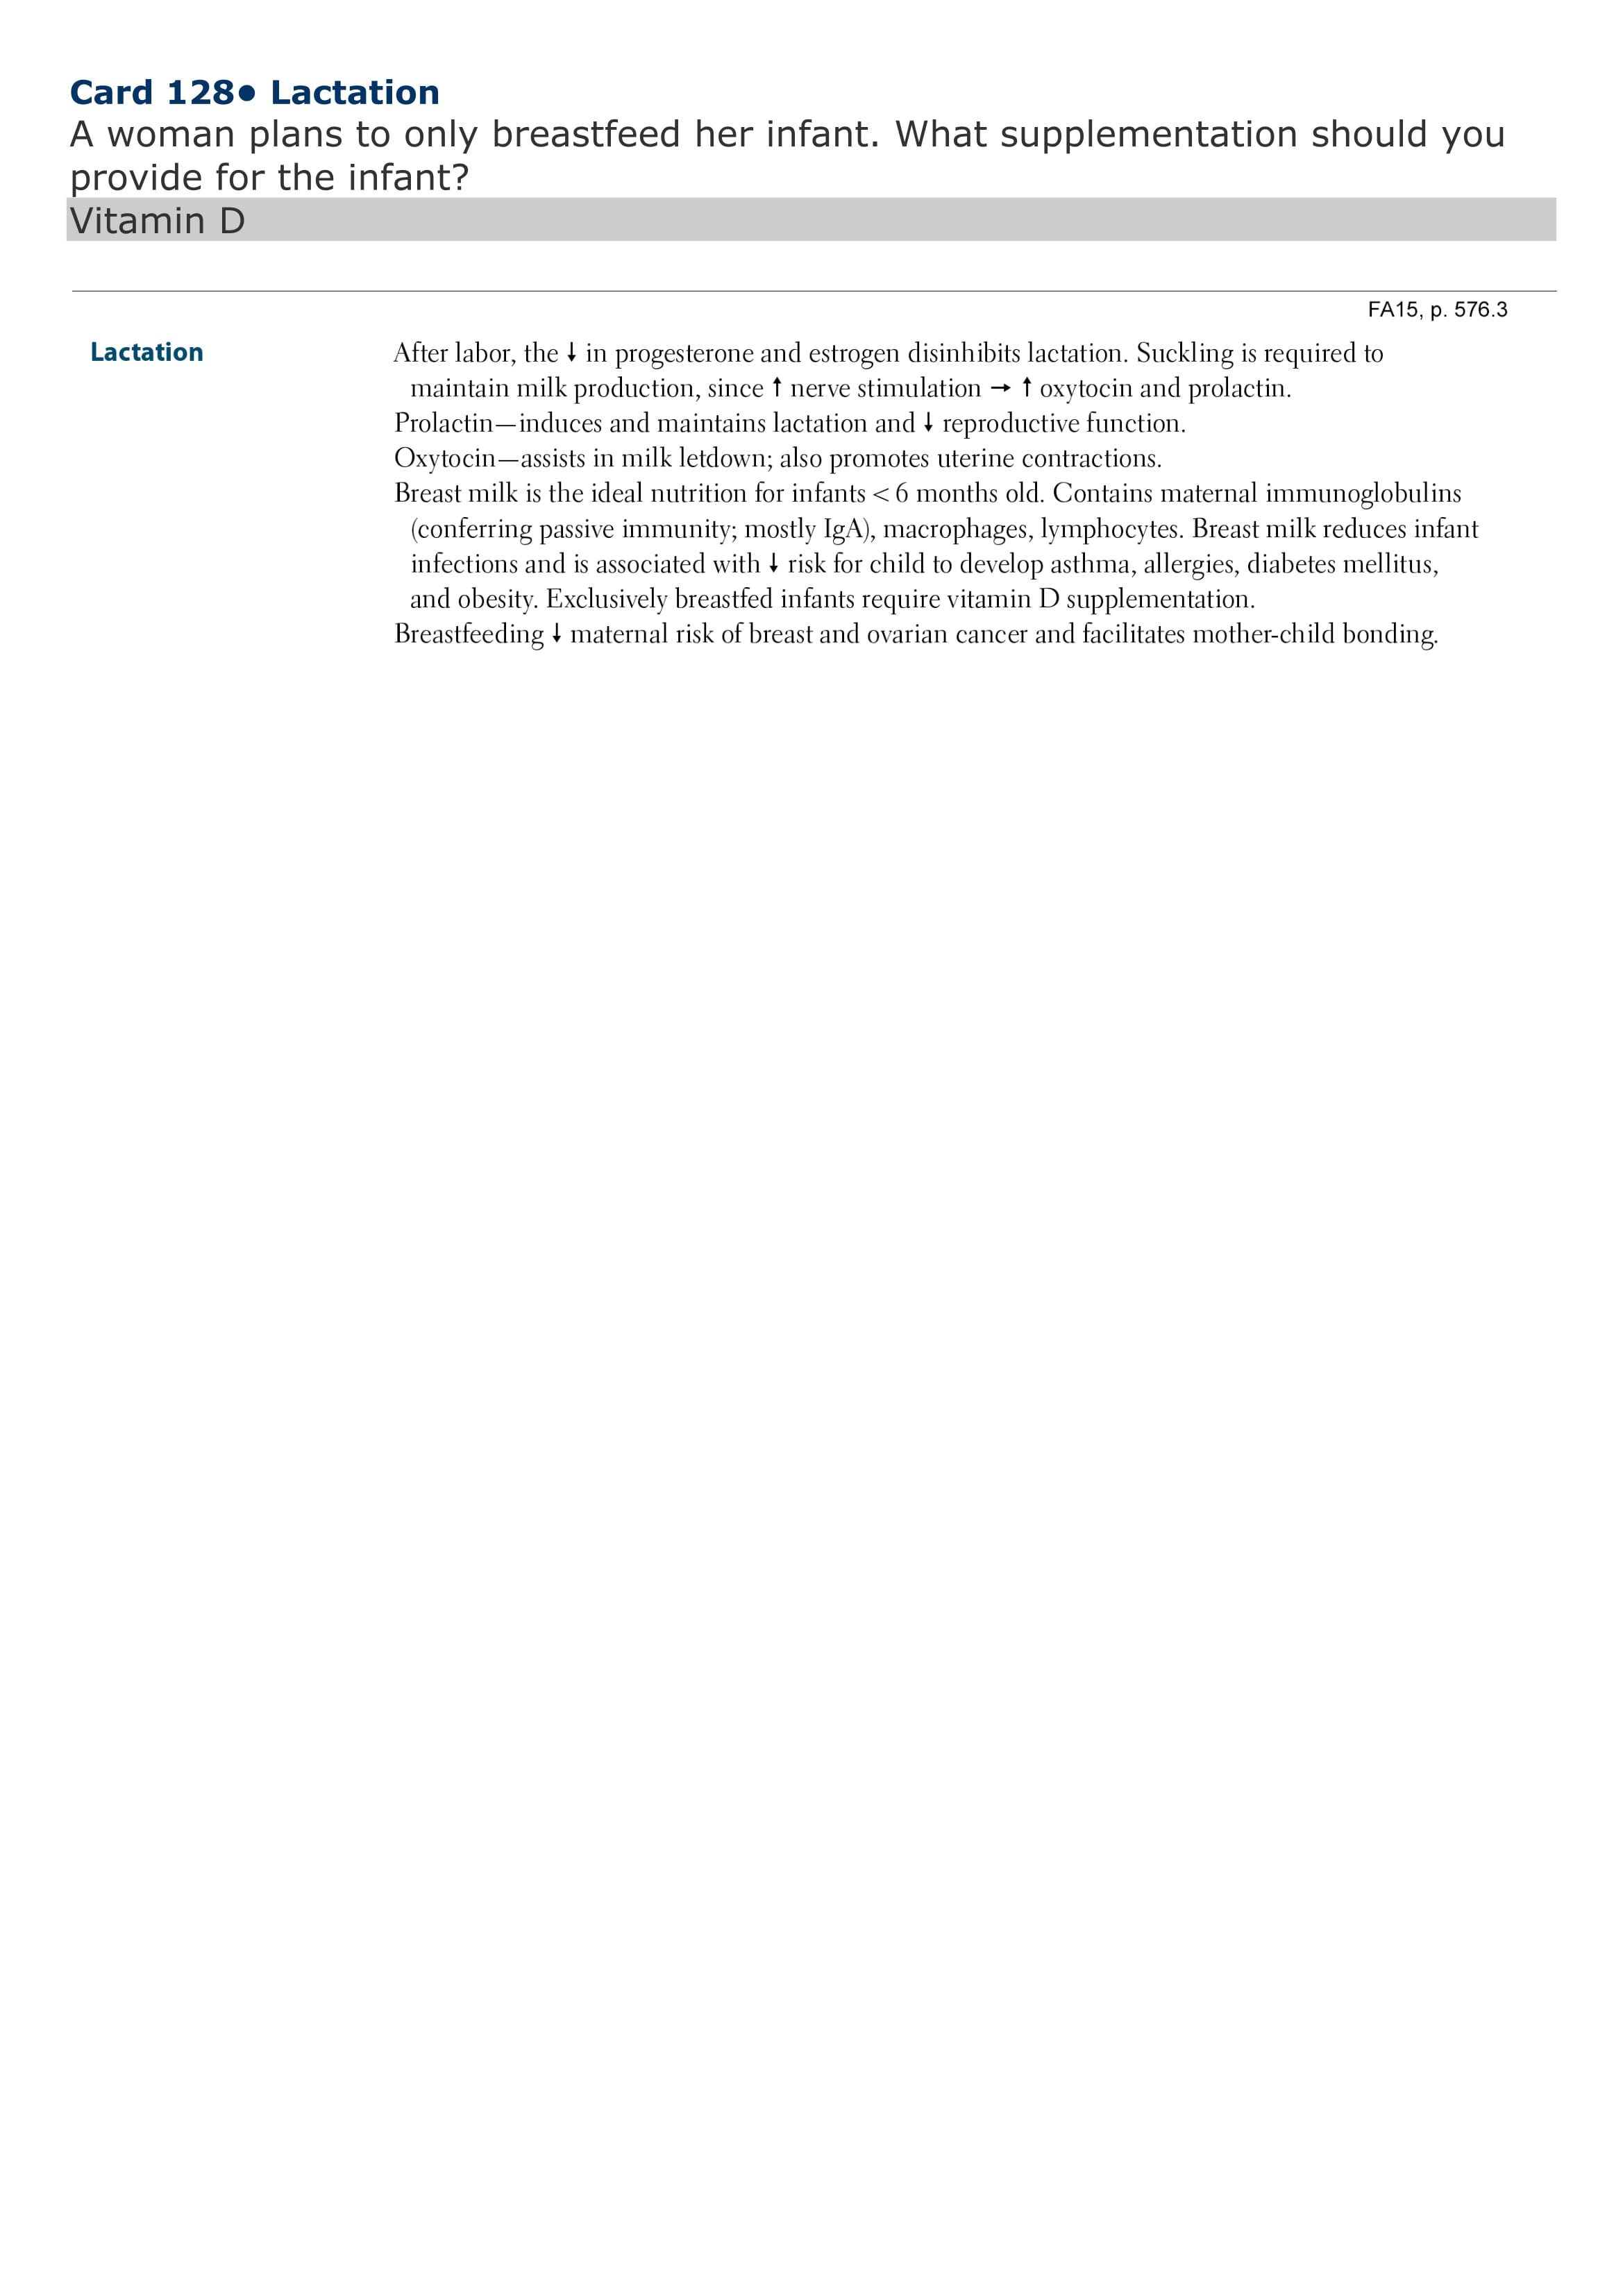 Card 128● Lactation
A woman plans to only breastfeed her infant. What supplementation should you
provide for the infant?
Vitamin D
FA15, p. 576.3
Lactation
After labor, the ↓ in progesterone and estrogen disinhibits lactation. Suckling is required to
maintain milk production, since ↑ nerve stimulation → ↑ oxytocin and prolactin.
Prolactin—induces and maintains lactation and ↓ reproductive function.
Oxytocin—assists in milk letdown; also promotes uterine contractions.
Breast milk is the ideal nutrition for infants < 6 months old. Contains maternal immunoglobulins
(conferring passive immunity; mostly IgA), macrophages, lymphocytes. Breast milk reduces infant
infections and is associated with ↓ risk for child to develop asthma, allergies, diabetes mellitus,
and obesity. Exclusively breastfed infants require vitamin D supplementation.
Breastfeeding ↓ maternal risk of breast and ovarian cancer and facilitates mother-child bonding.